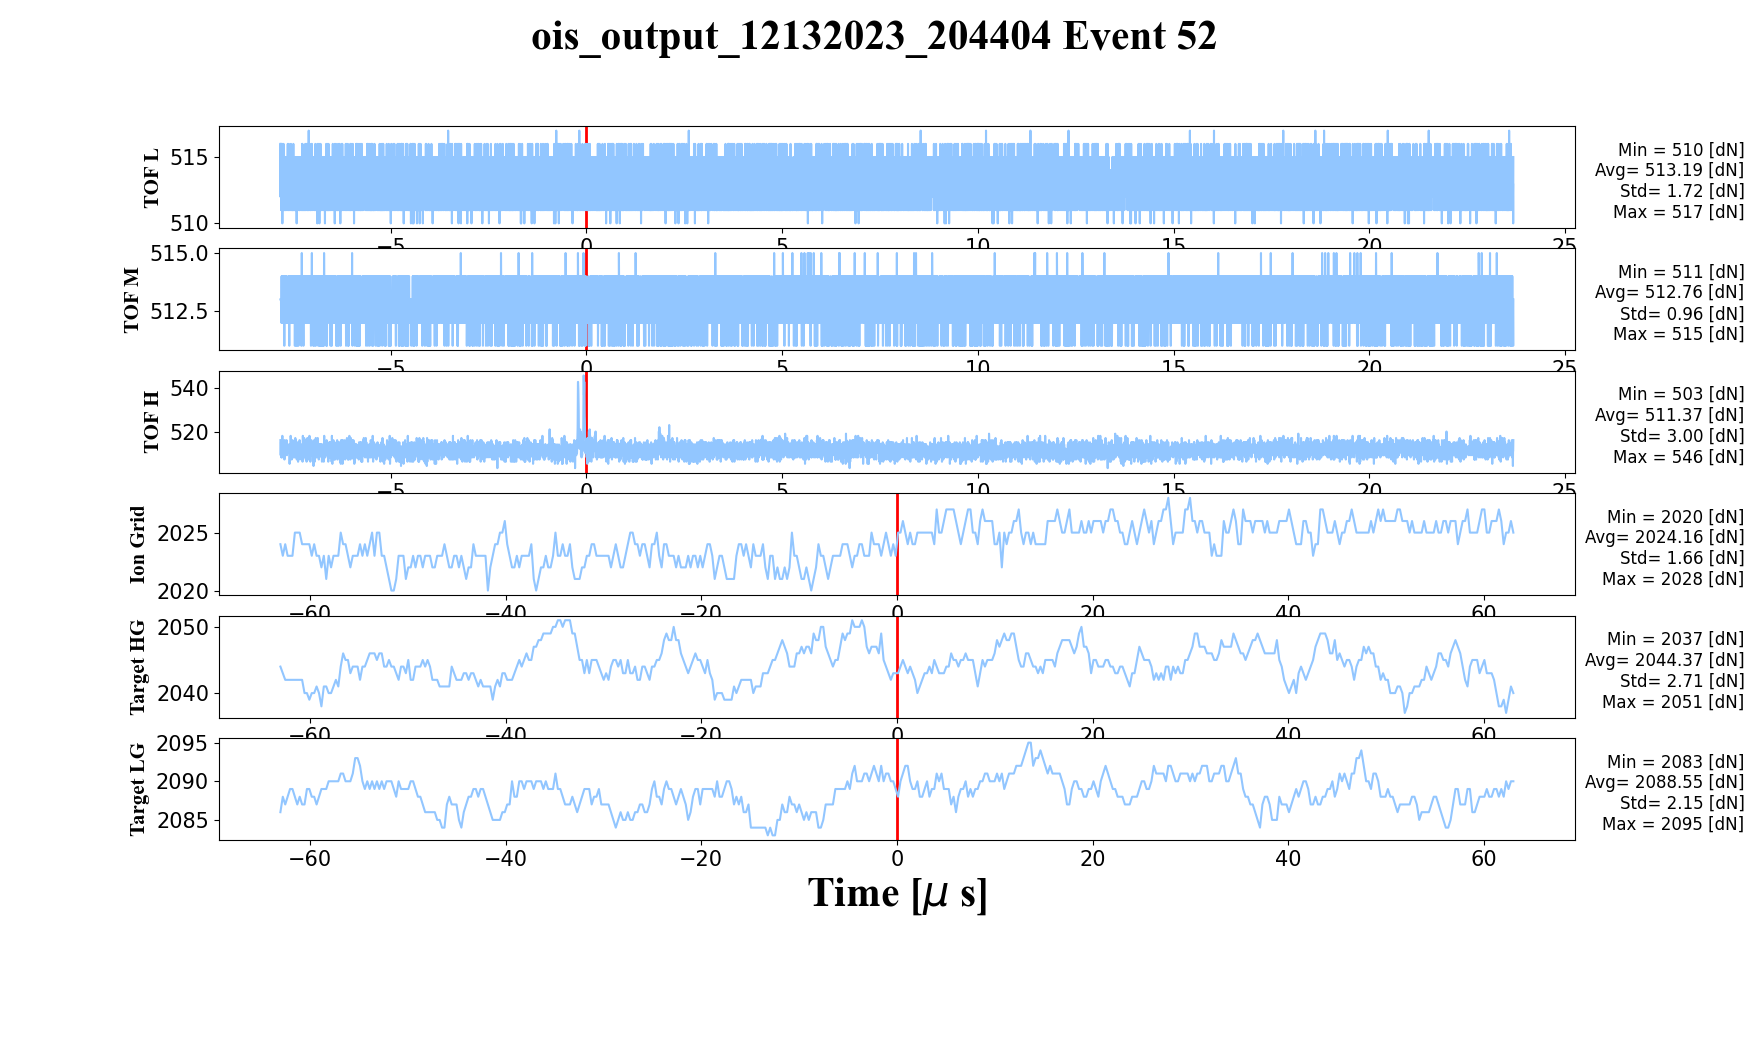 ois_output_12132023_204404 Event 52
TOF L
515
510
−5 0 5 10 15 20 25
Min = 510 [dN]
Avg= 513.19 [dN]
Std= 1.72 [dN]
Max = 517 [dN]
TOF M
515.0
512.5
−5 0 5 10 15 20 25
Min = 511 [dN]
Avg= 512.76 [dN]
Std= 0.96 [dN]
Max = 515 [dN]
TOF H
540
520
−5 0 5 10 15 20 25
Min = 503 [dN]
Avg= 511.37 [dN]
Std= 3.00 [dN]
Max = 546 [dN]
Ion Grid
2025
2020
−60 −40 −20 0 20 40 60
Min = 2020 [dN]
Avg= 2024.16 [dN]
Std= 1.66 [dN]
Max = 2028 [dN]
Target HG
2050
2040
−60 −40 −20 0 20 40 60
Min = 2037 [dN]
Avg= 2044.37 [dN]
Std= 2.71 [dN]
Max = 2051 [dN]
Target LG
2095
2090
2085
−60 −40 −20 0 20 40 60
Min = 2083 [dN]
Avg= 2088.55 [dN]
Std= 2.15 [dN]
Max = 2095 [dN]
Time [μ s]